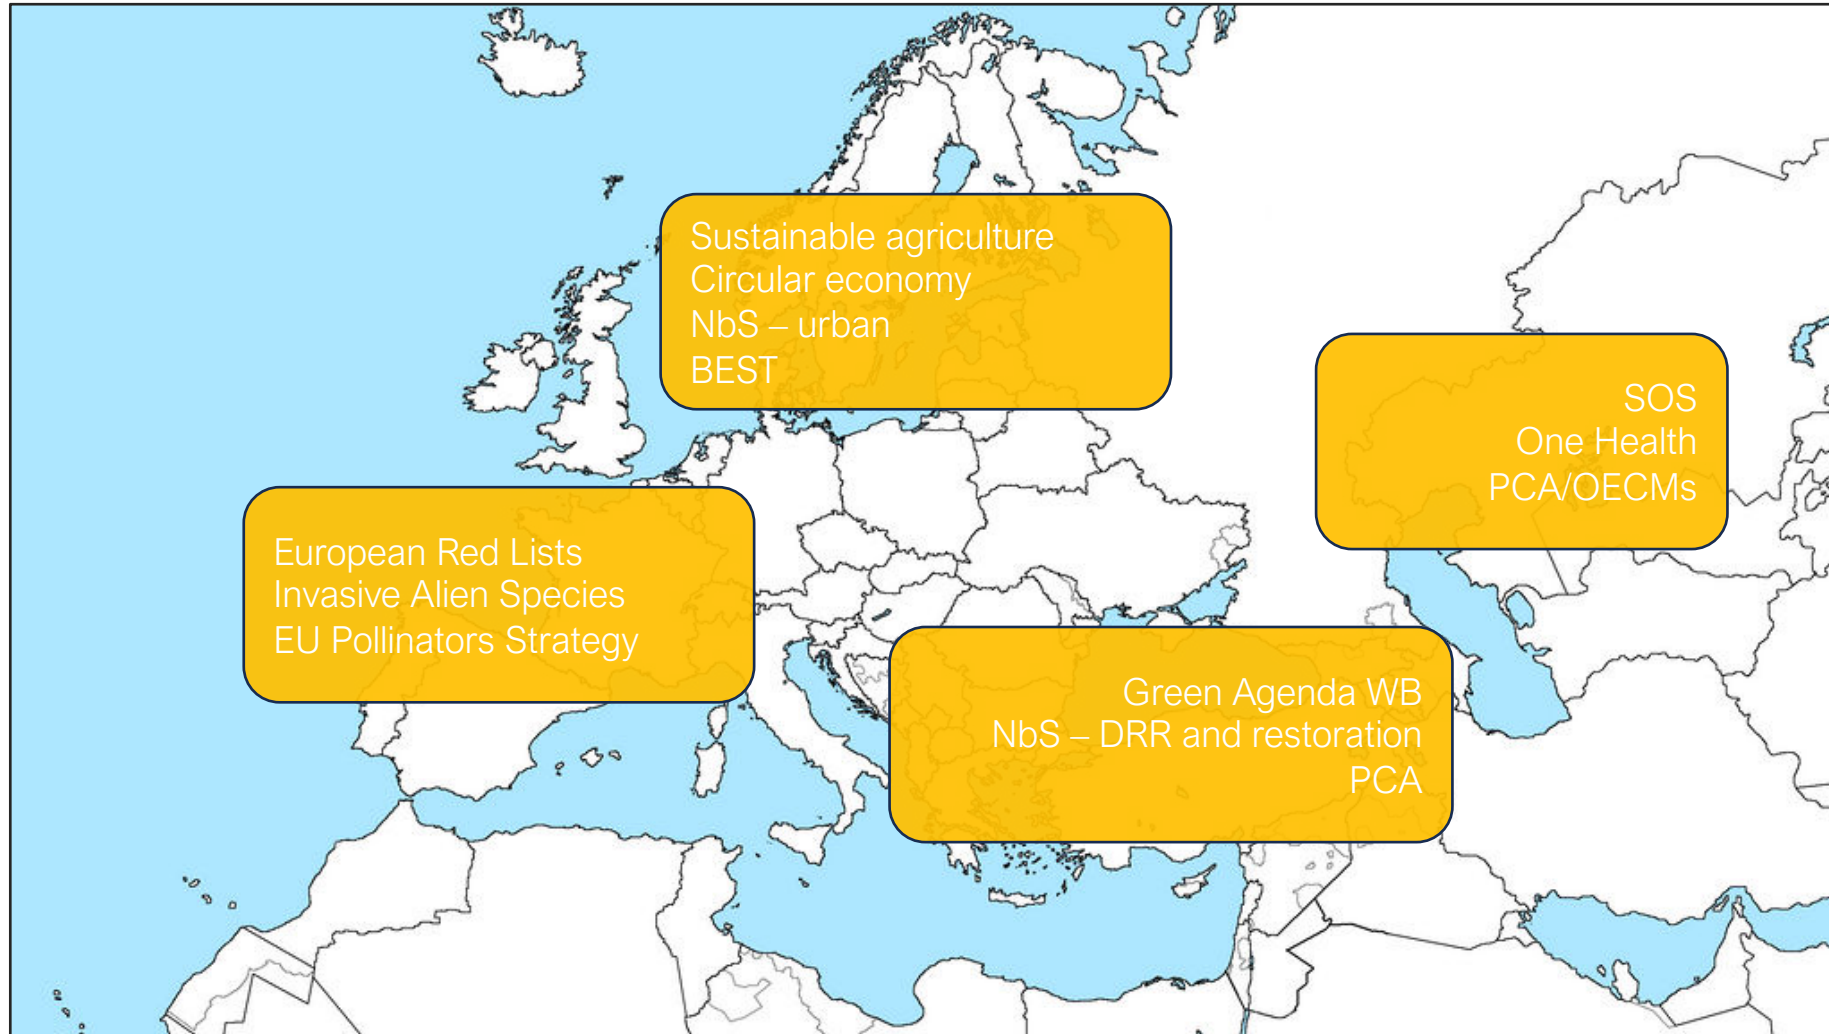 Sustainable agriculture
Circular economy
NbS – urban
BEST
SOS
One Health
PCA/OECMs
European Red Lists
Invasive Alien Species
EU Pollinators Strategy
Green Agenda WB
NbS – DRR and restoration
PCA